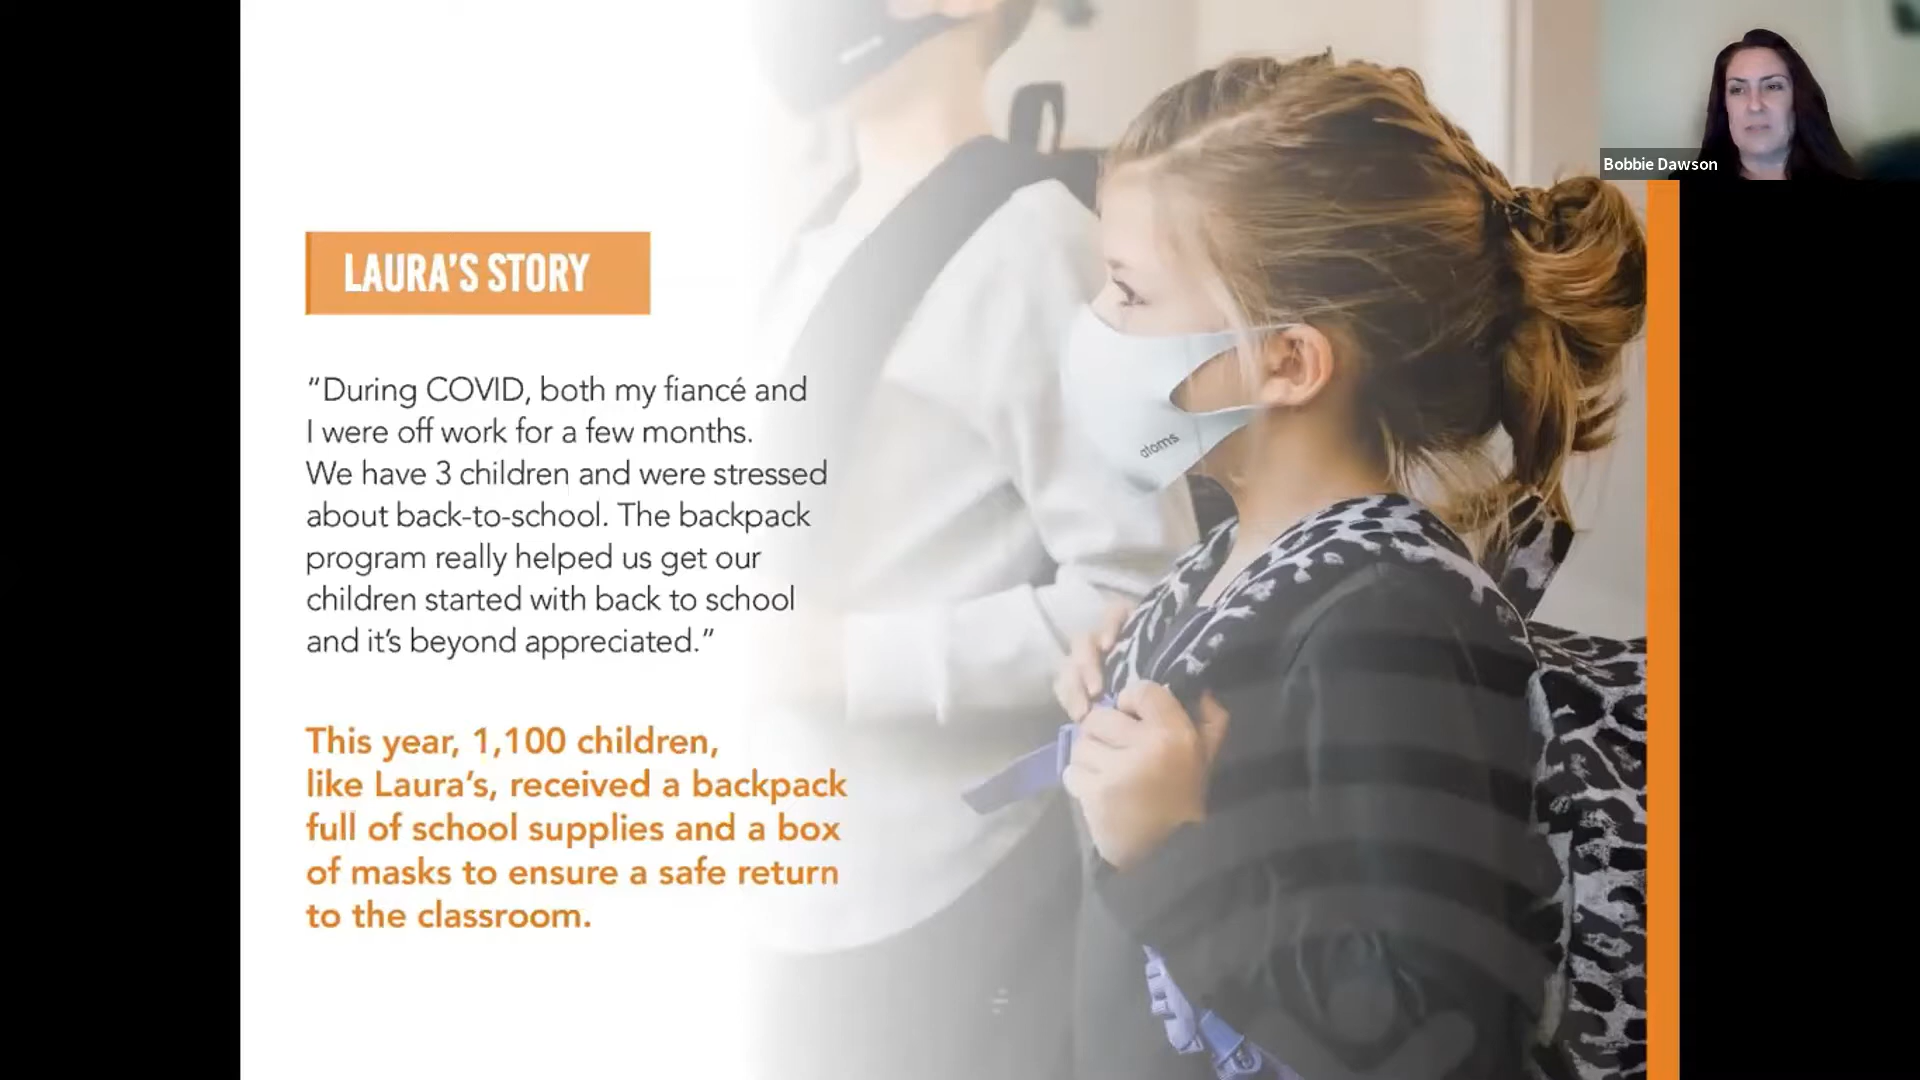 Bobbie Dawson
LAURA'S STORY
“During COVID, both my fiancé and
I were off work for a few months.
We have 3 children and were stressed
about back-to-school. The backpack
program really helped us get our
children started with back to school
and it’s beyond appreciated.”
This year, 1,100 children,
like Laura’s, received a backpack
full of school supplies and a box
of masks to ensure a safe return
to the classroom.
atoms